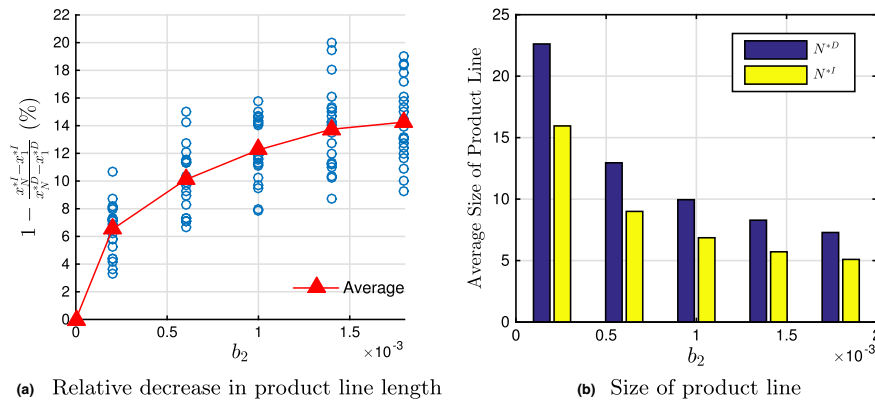 22
20
18
16
14
12
10
8
6
4
2
0
1 − (x_N^{*I} − x_1^{*I}) / (x_N^{*D} − x_1^{*D}) (%)
Average
0 0.5 1 1.5
b₂ ×10⁻³
(a) Relative decrease in product line length
25
20
15
10
5
0
Average Size of Product Line
N^{*D}
N^{*I}
0 0.5 1 1.5 2
b₂ ×10⁻³
(b) Size of product line